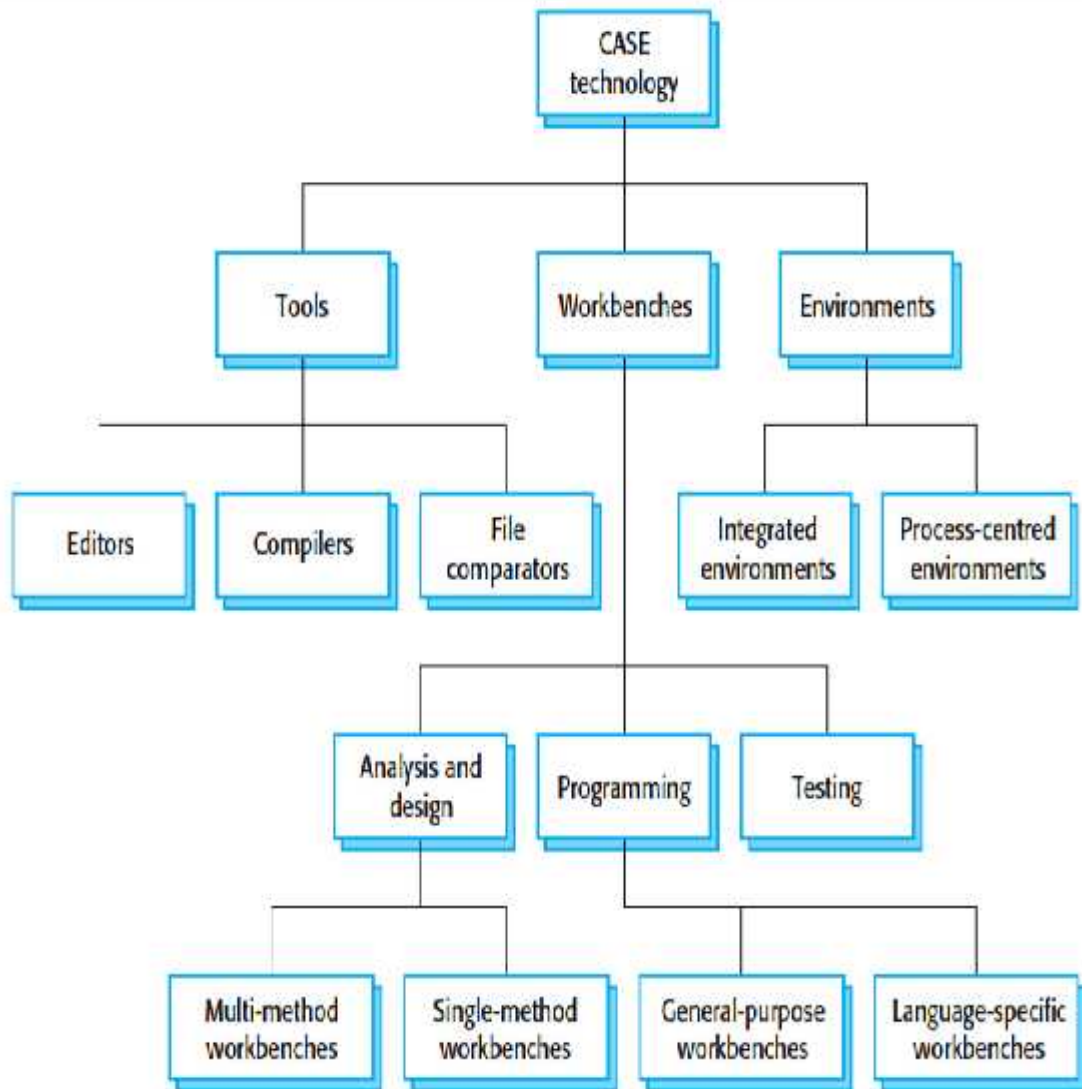 CASE
technology
Tools
Workbenches
Environments
Editors
Compilers
File
comparators
Integrated
environments
Process-centred
environments
Analysis and
design
Programming
Testing
Multi-method
workbenches
Single-method
workbenches
General-purpose
workbenches
Language-specific
workbenches